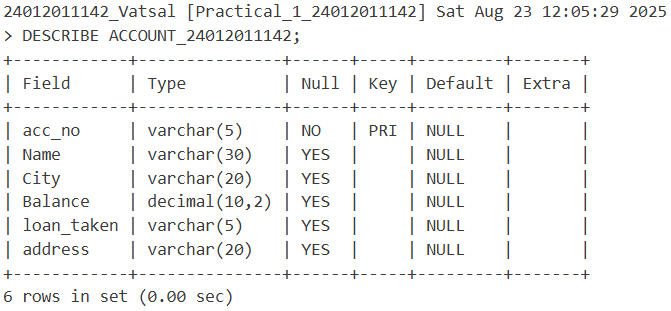 24012011142_Vatsal [Practical_1_24012011142] Sat Aug 23 12:05:29 2025
> DESCRIBE ACCOUNT_24012011142;
+------------+---------------+------+-----+---------+-------+
| Field      | Type          | Null | Key | Default | Extra |
+------------+---------------+------+-----+---------+-------+
| acc_no     | varchar(5)    | NO   | PRI | NULL    |       |
| Name       | varchar(30)   | YES  |     | NULL    |       |
| City       | varchar(20)   | YES  |     | NULL    |       |
| Balance    | decimal(10,2) | YES  |     | NULL    |       |
| loan_taken | varchar(5)    | YES  |     | NULL    |       |
| address    | varchar(20)   | YES  |     | NULL    |       |
+------------+---------------+------+-----+---------+-------+
6 rows in set (0.00 sec)